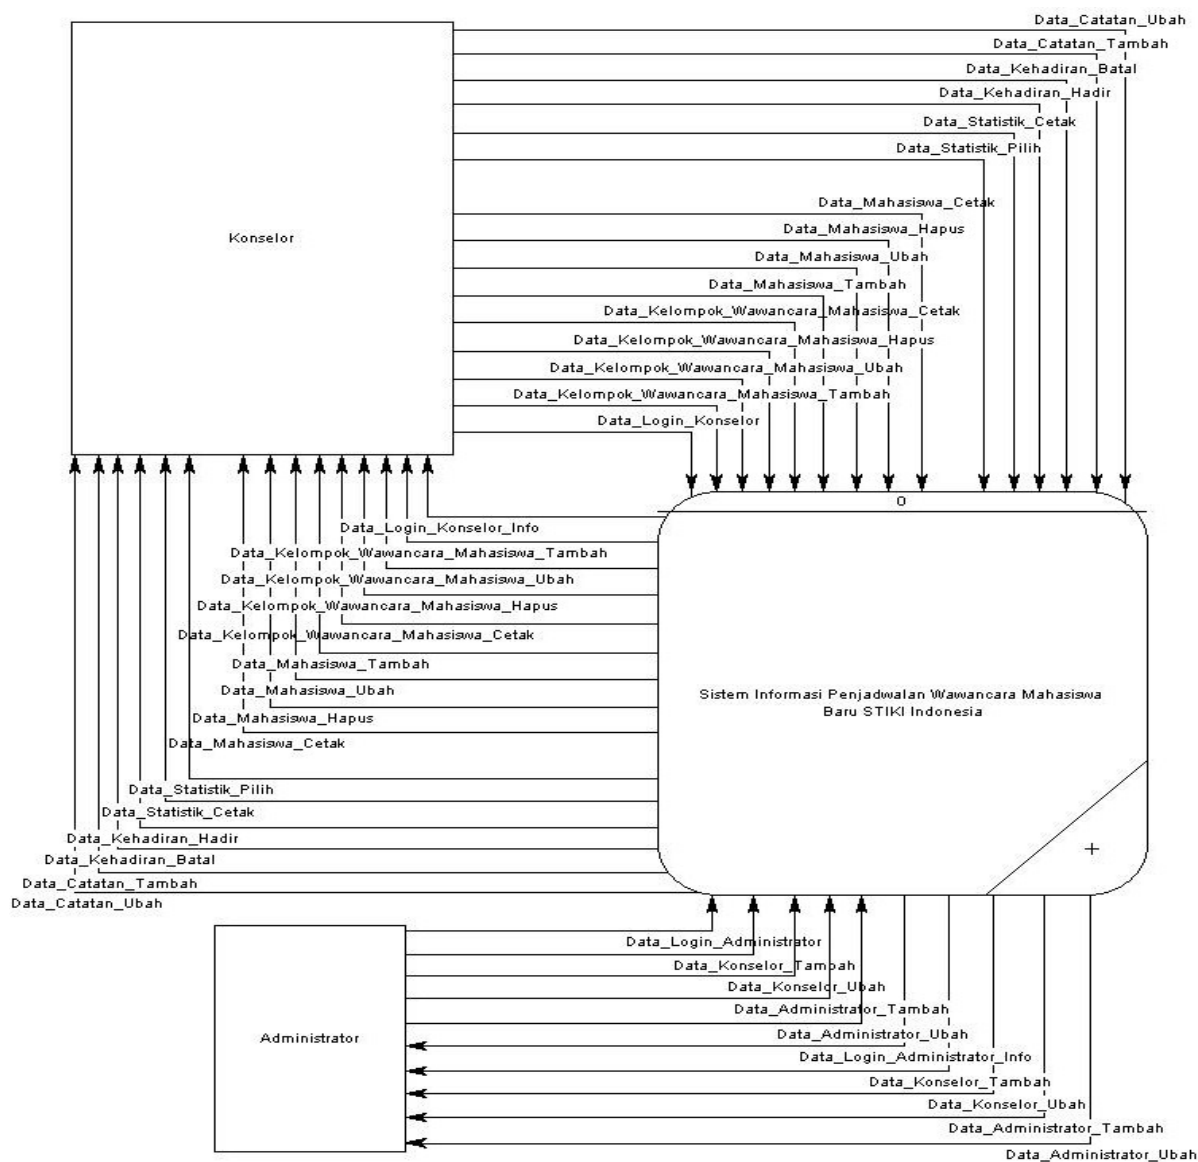 Data_Catatan_Ubah
Data_Catatan_Tambah
Data_Kehadiran_Batal
Data_Kehadiran_Hadir
Data_Statistik_Cetak
Data_Statistik_Pilih
Data_Mahasiswa_Cetak
Data_Mahasiswa_Hapus
Konselor
Data_Mahasiswa_Ubah
Data_Mahasiswa_Tambah
Data_Kelompok_Wawancara_Mahasiswa_Cetak
Data_Kelompok_Wawancara_Mahasiswa_Hapus
Data_Kelompok_Wawancara_Mahasiswa_Ubah
Data_Kelompok_Wawancara_Mahasiswa_Tambah
Data_Login_Konselor
0
Data_Login_Konselor_Info
Data_Kelompok_Wawancara_Mahasiswa_Tambah
Data_Kelompok_Wawancara_Mahasiswa_Ubah
Data_Kelompok_Wawancara_Mahasiswa_Hapus
Data_Kelompok_Wawancara_Mahasiswa_Cetak
Data_Mahasiswa_Tambah
Data_Mahasiswa_Ubah
Data_Mahasiswa_Hapus
Data_Mahasiswa_Cetak
Sistem Informasi Penjadwalan Wawancara Mahasiswa
Baru STIKI Indonesia
Data_Statistik_Pilih
Data_Statistik_Cetak
Data_Kehadiran_Hadir
Data_Kehadiran_Batal
Data_Catatan_Tambah
Data_Catatan_Ubah
+
Data_Login_Administrator
Data_Konselor_Tambah
Data_Konselor_Ubah
Data_Administrator_Tambah
Data_Administrator_Ubah
Administrator
Data_Login_Administrator_Info
Data_Konselor_Tambah
Data_Konselor_Ubah
Data_Administrator_Tambah
Data_Administrator_Ubah